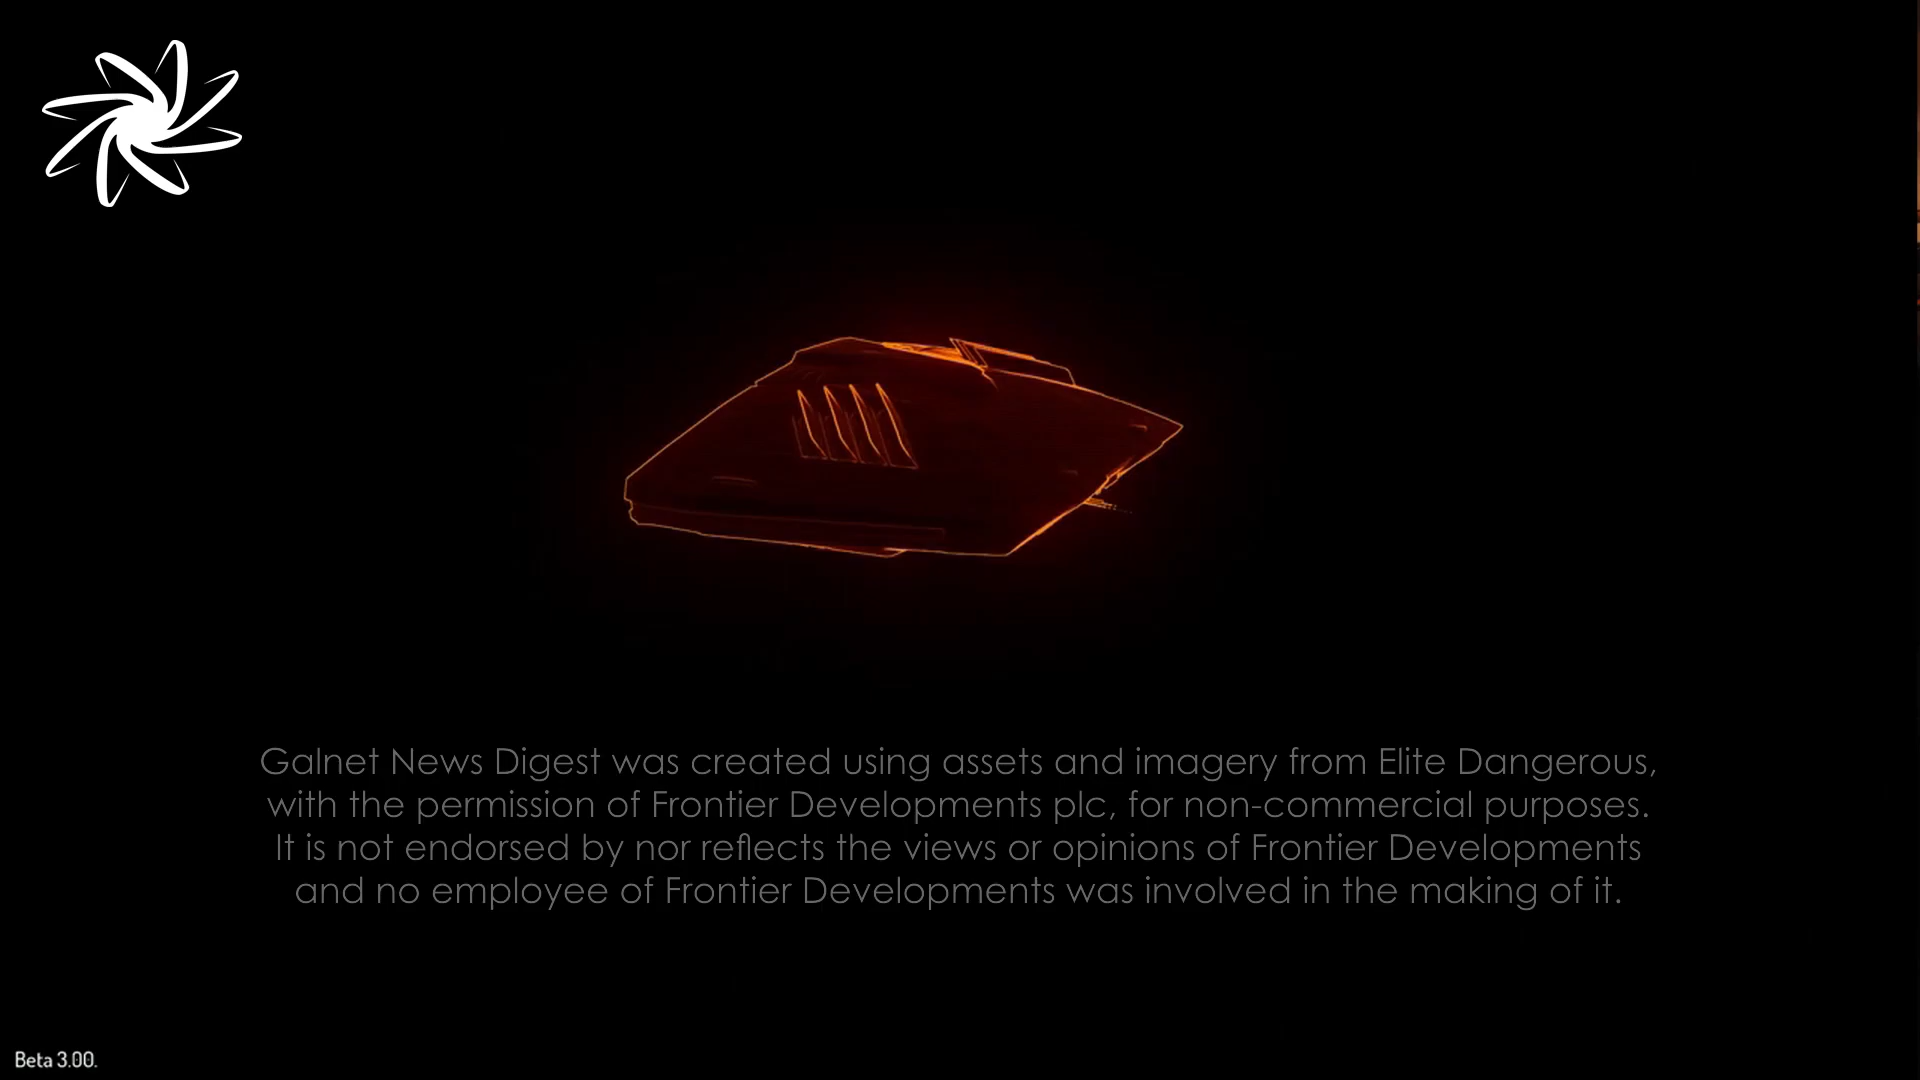 Galnet News Digest was created using assets and imagery from Elite Dangerous,
with the permission of Frontier Developments plc, for non-commercial purposes.
It is not endorsed by nor reflects the views or opinions of Frontier Developments
and no employee of Frontier Developments was involved in the making of it.
Beta 3.00.